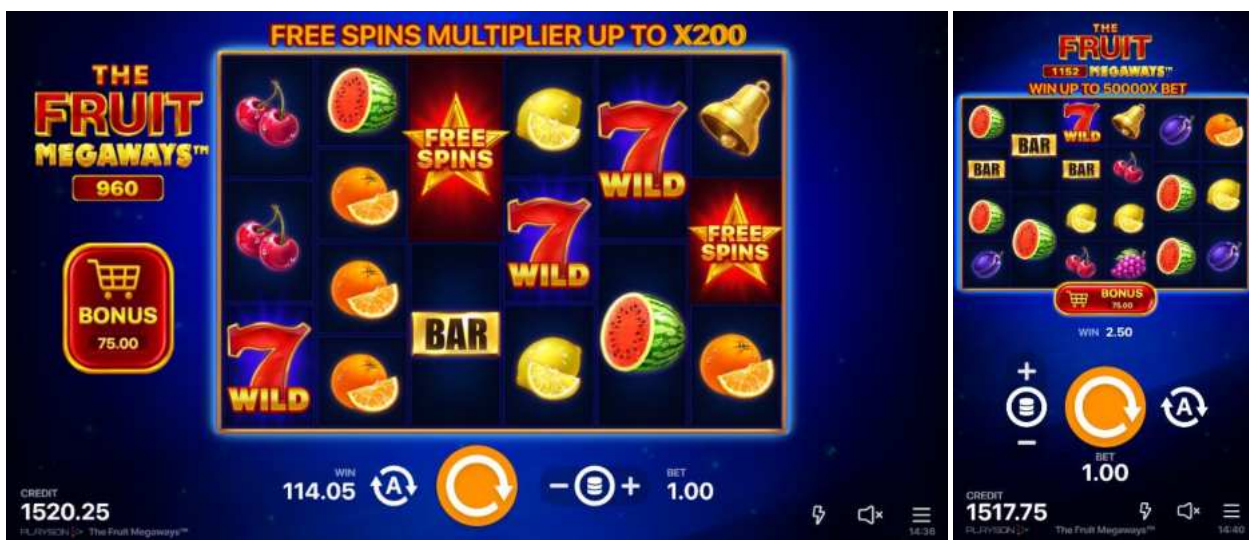 FREE SPINS MULTIPLIER UP TO X200
THE
FRUIT
MEGAWAYS™
960
BONUS
75.00
FREE
SPINS
WILD
WILD
FREE
SPINS
BAR
WILD
WIN
114.05
A
BET
1.00
CREDIT
1520.25
PLAYSON The Fruit Megaways™
14:36
THE
FRUIT
1152 MEGAWAYS™
WIN UP TO 50000X BET
WILD
BAR
BAR
BAR
BONUS
75.00
WIN 2.50
A
BET
1.00
CREDIT
1517.75
PLAYSON The Fruit Megaways™
14:40